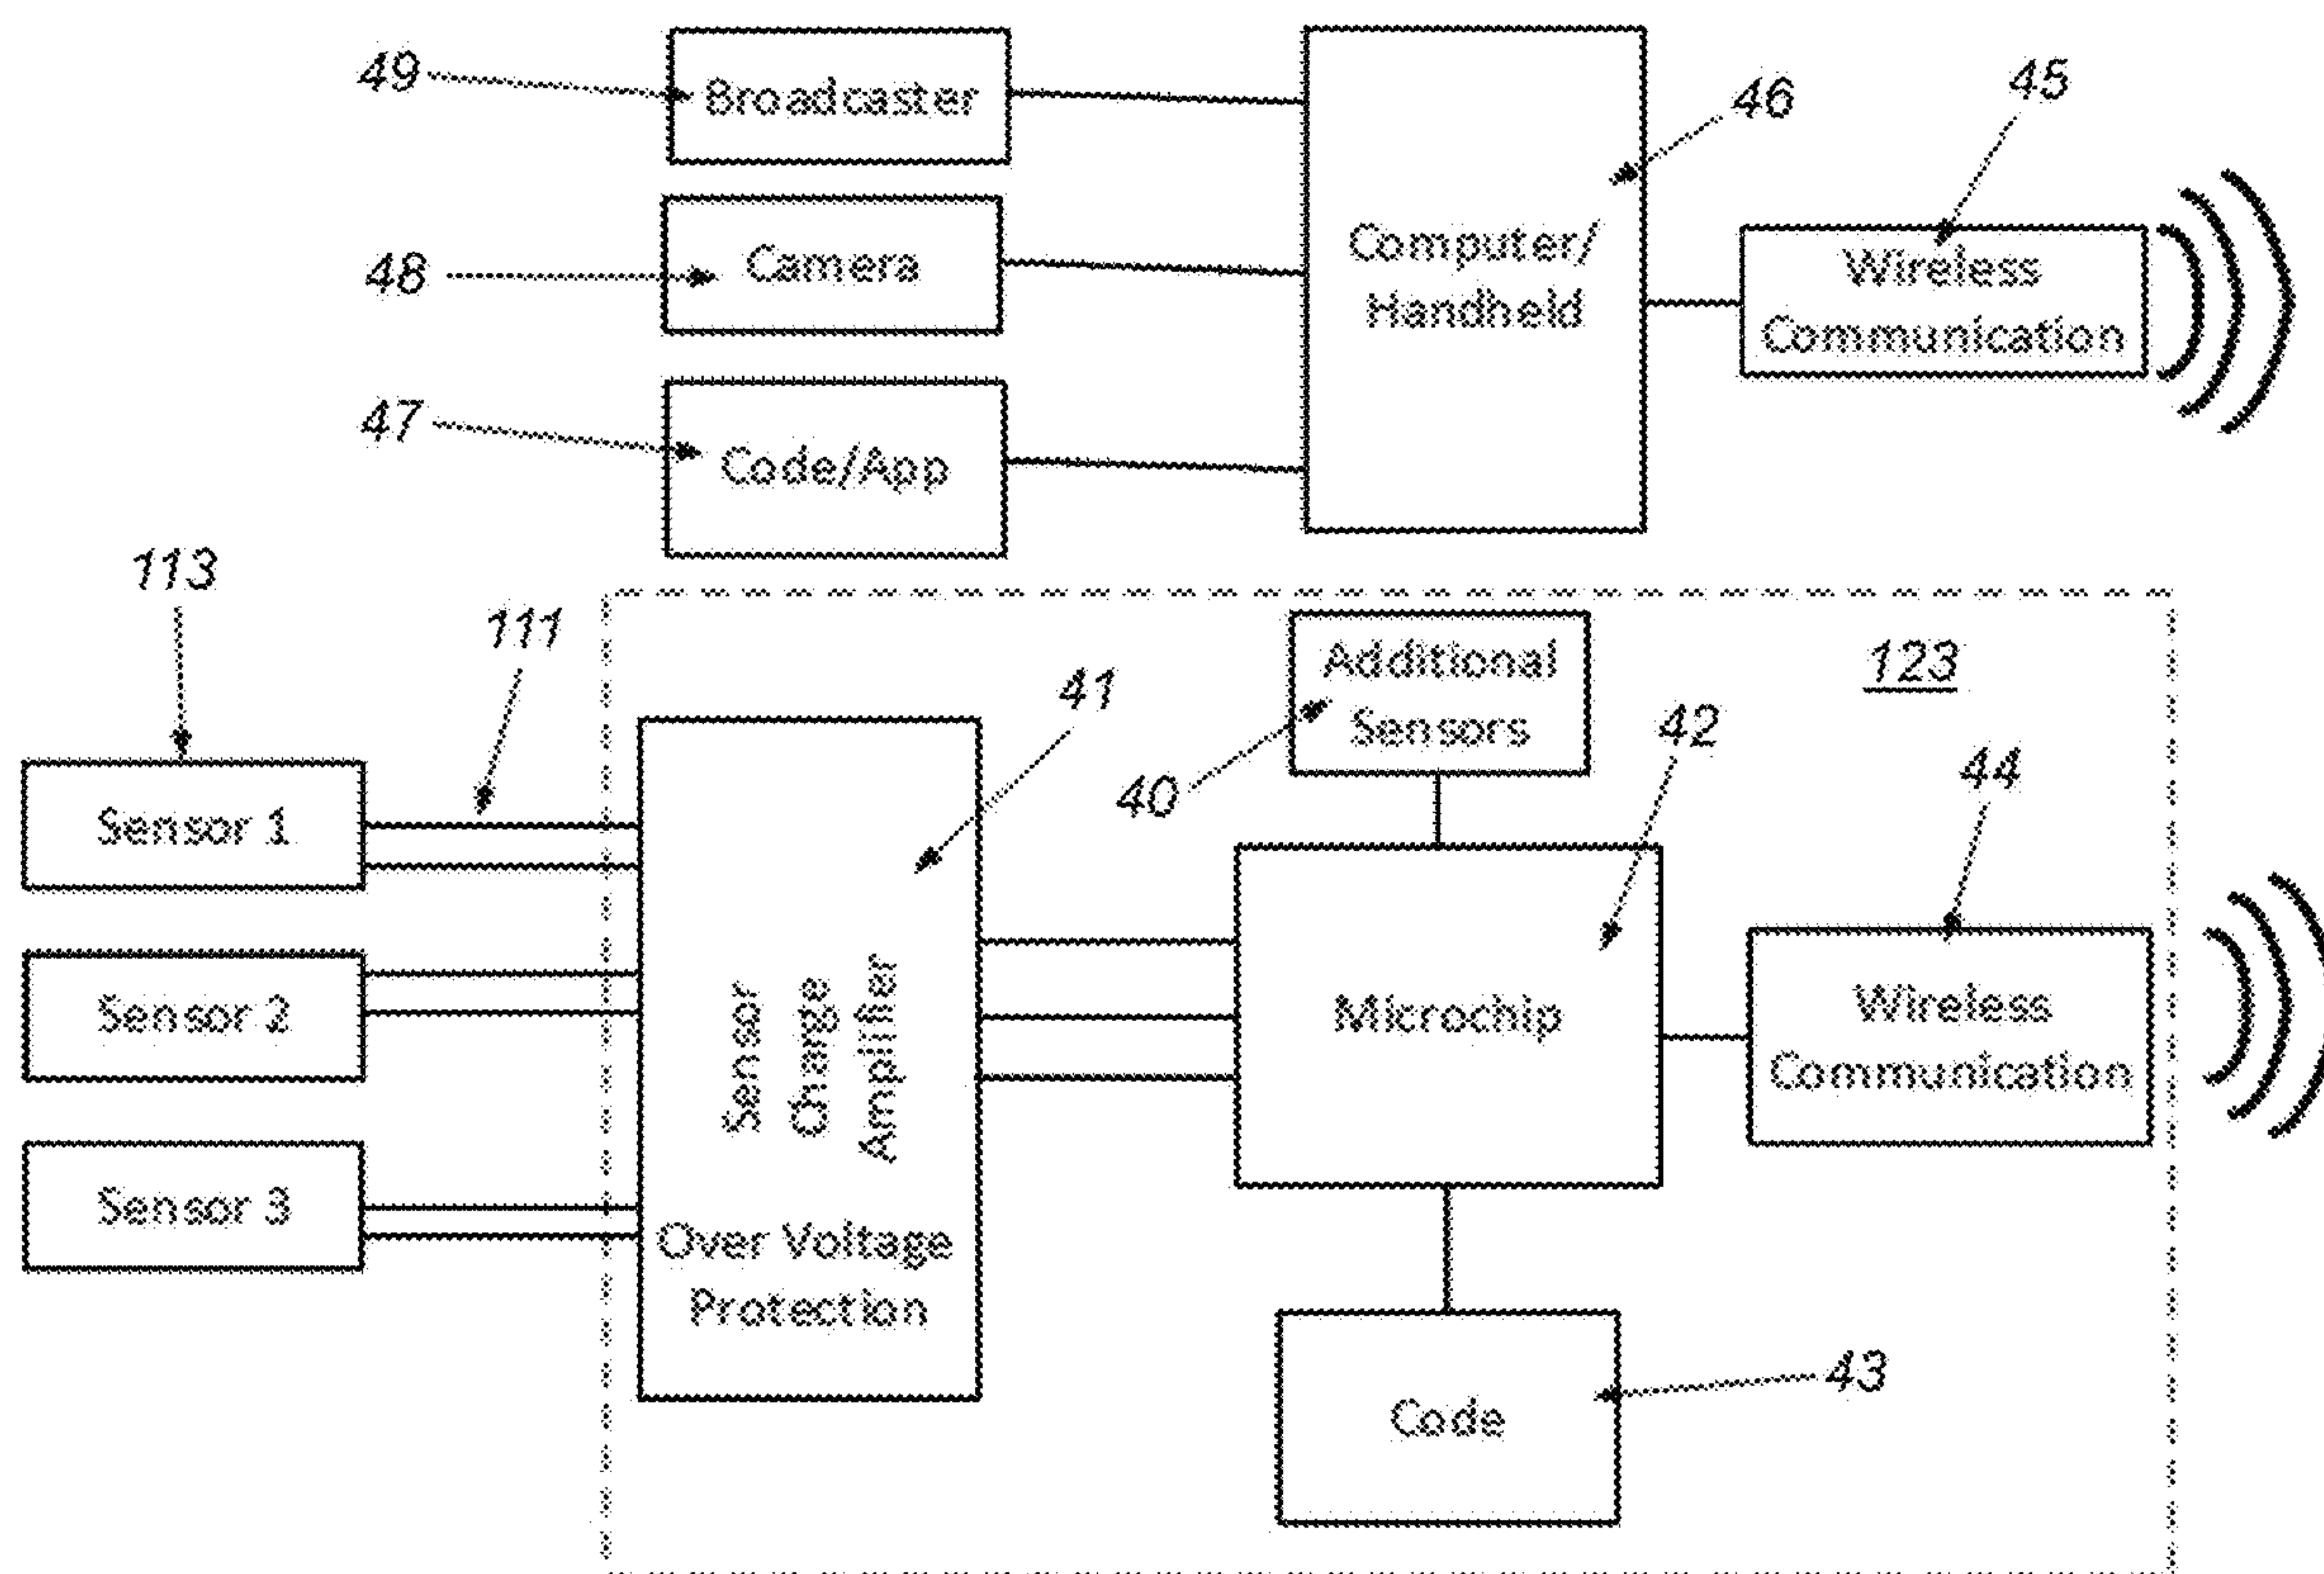 49
Broadcaster
46
45
48
Camera
Computer/
Handheld
Wireless
Communication
47
Code/App
113
111
41
Additional
Sensors
40
123
42
44
Sensor 1
Sensor 2
Sensor 3
Sensor
Charge
Amplifier
Over Voltage
Protection
Microchip
Wireless
Communication
Code
43